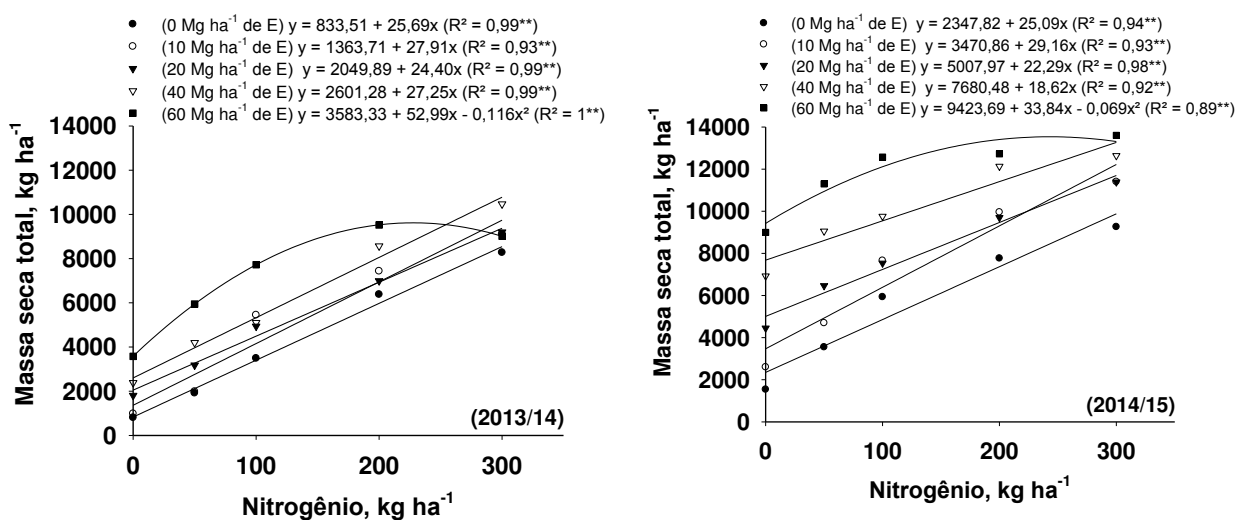 (0 Mg ha⁻¹ de E) y = 833,51 + 25,69x (R² = 0,99**)
(10 Mg ha⁻¹ de E) y = 1363,71 + 27,91x (R² = 0,93**)
(20 Mg ha⁻¹ de E) y = 2049,89 + 24,40x (R² = 0,99**)
(40 Mg ha⁻¹ de E) y = 2601,28 + 27,25x (R² = 0,99**)
(60 Mg ha⁻¹ de E) y = 3583,33 + 52,99x - 0,116x² (R² = 1**)
Massa seca total, kg ha⁻¹
14000
12000
10000
8000
6000
4000
2000
0
(2013/14)
0 100 200 300
Nitrogênio, kg ha⁻¹
(0 Mg ha⁻¹ de E) y = 2347,82 + 25,09x (R² = 0,94**)
(10 Mg ha⁻¹ de E) y = 3470,86 + 29,16x (R² = 0,93**)
(20 Mg ha⁻¹ de E) y = 5007,97 + 22,29x (R² = 0,98**)
(40 Mg ha⁻¹ de E) y = 7680,48 + 18,62x (R² = 0,92**)
(60 Mg ha⁻¹ de E) y = 9423,69 + 33,84x - 0,069x² (R² = 0,89**)
Massa seca total, kg ha⁻¹
14000
12000
10000
8000
6000
4000
2000
0
(2014/15)
0 100 200 300
Nitrogênio, kg ha⁻¹